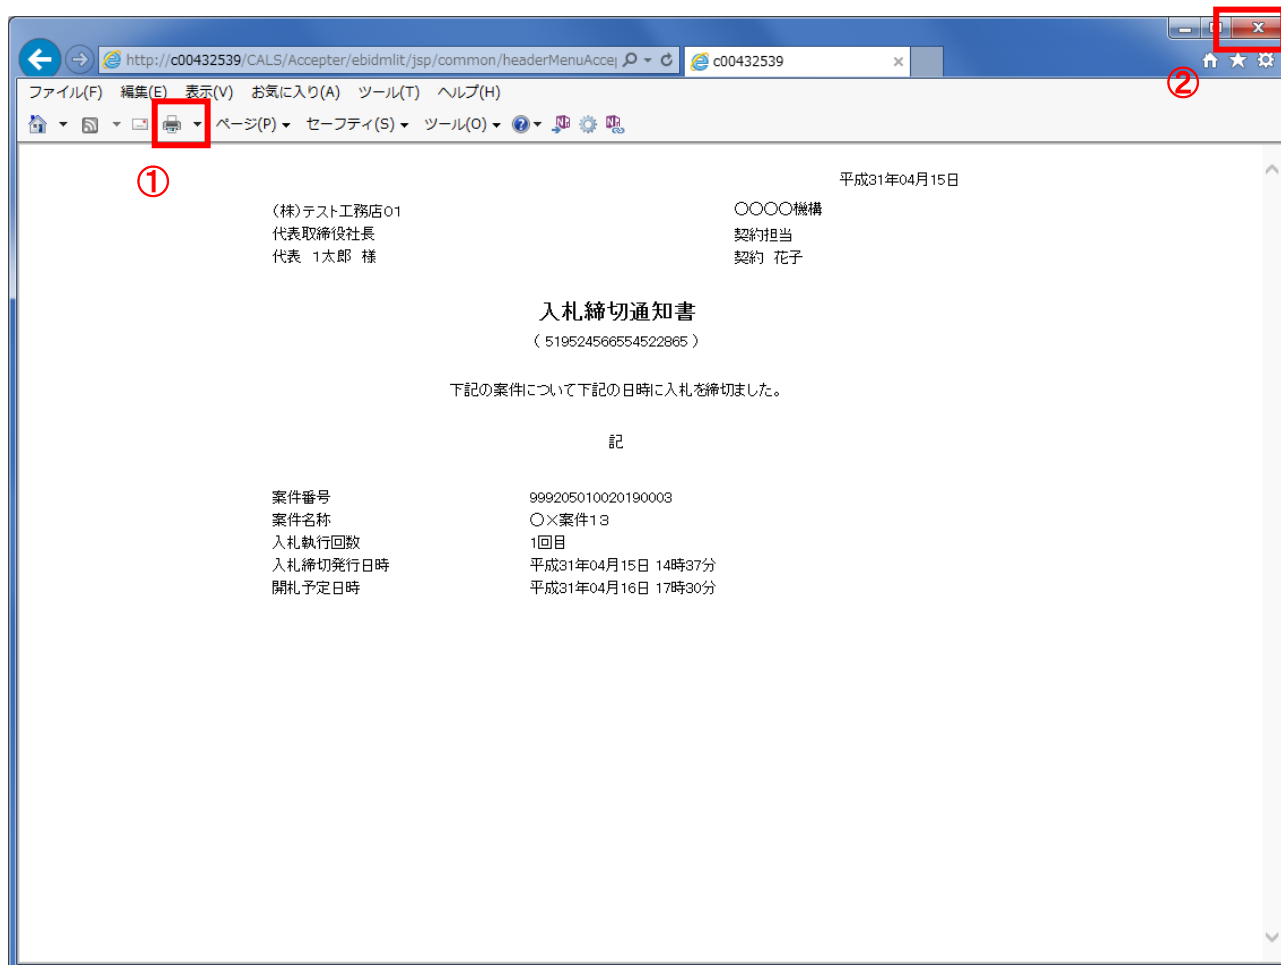 ②
http://c00432539/CALS/Accepter/ebidmlit/jsp/common/headerMenuAccep
c00432539
ファイル(F) 編集(E) 表示(V) お気に入り(A) ツール(T) ヘルプ(H)
ページ(P) セーフティ(S) ツール(O)
①
平成31年04月15日
(株)テスト工務店01
〇〇〇〇機構
代表取締役社長
契約担当
代表 1太郎 様
契約 花子
入札締切通知書
( 519524566554522865 )
下記の案件について下記の日時に入札を締切ました。
記
案件番号 999205010020190003
案件名称 〇×案件13
入札執行回数 1回目
入札締切発行日時 平成31年04月15日 14時37分
開札予定日時 平成31年04月16日 17時30分